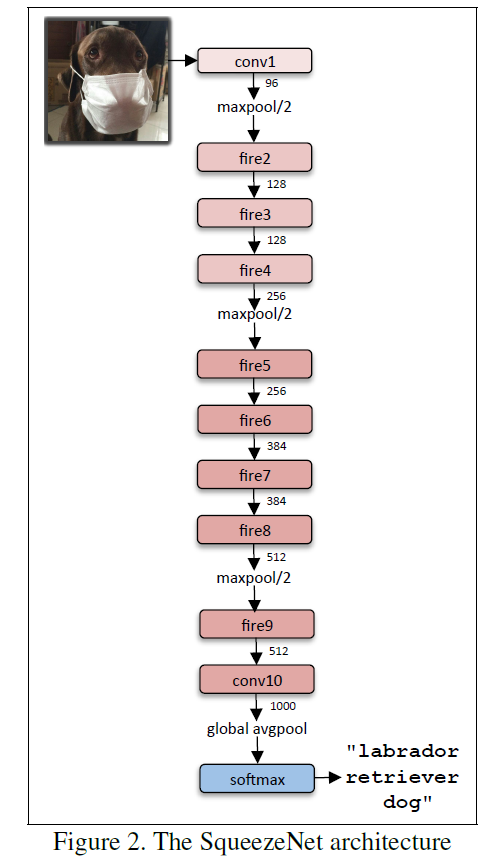 conv1
96
maxpool/2
fire2
128
fire3
128
fire4
256
maxpool/2
fire5
256
fire6
384
fire7
384
fire8
512
maxpool/2
fire9
512
conv10
1000
global avgpool
softmax
"labrador
retriever
dog"
Figure 2. The SqueezeNet architecture